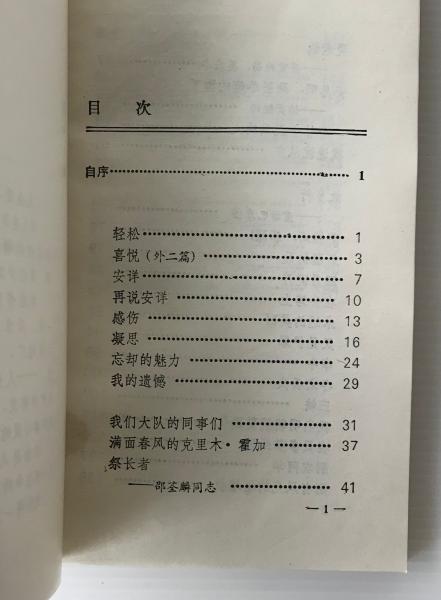 目 次
自序 1
轻松 1
喜悦（外二篇） 3
安详 7
再说安详 10
感伤 13
凝思 16
忘却的魅力 24
我的遗憾 29
我们大队的同事们 31
满面春风的克里木·霍加 37
祭长者
——邵荃麟同志 41
—1—